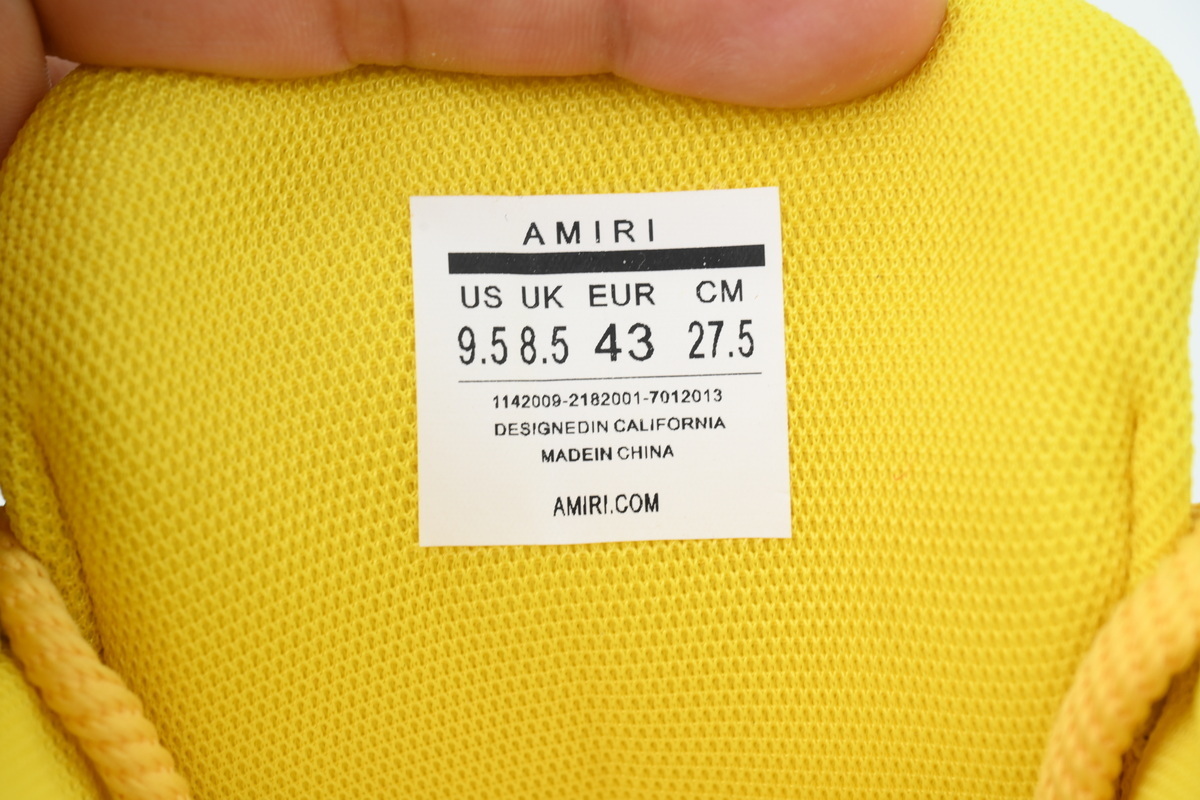 AMIRI
US UK EUR CM
9.5 8.5 43 27.5
1142009-2182001-7012013
DESIGNEDIN CALIFORNIA
MADEIN CHINA
AMIRI.COM